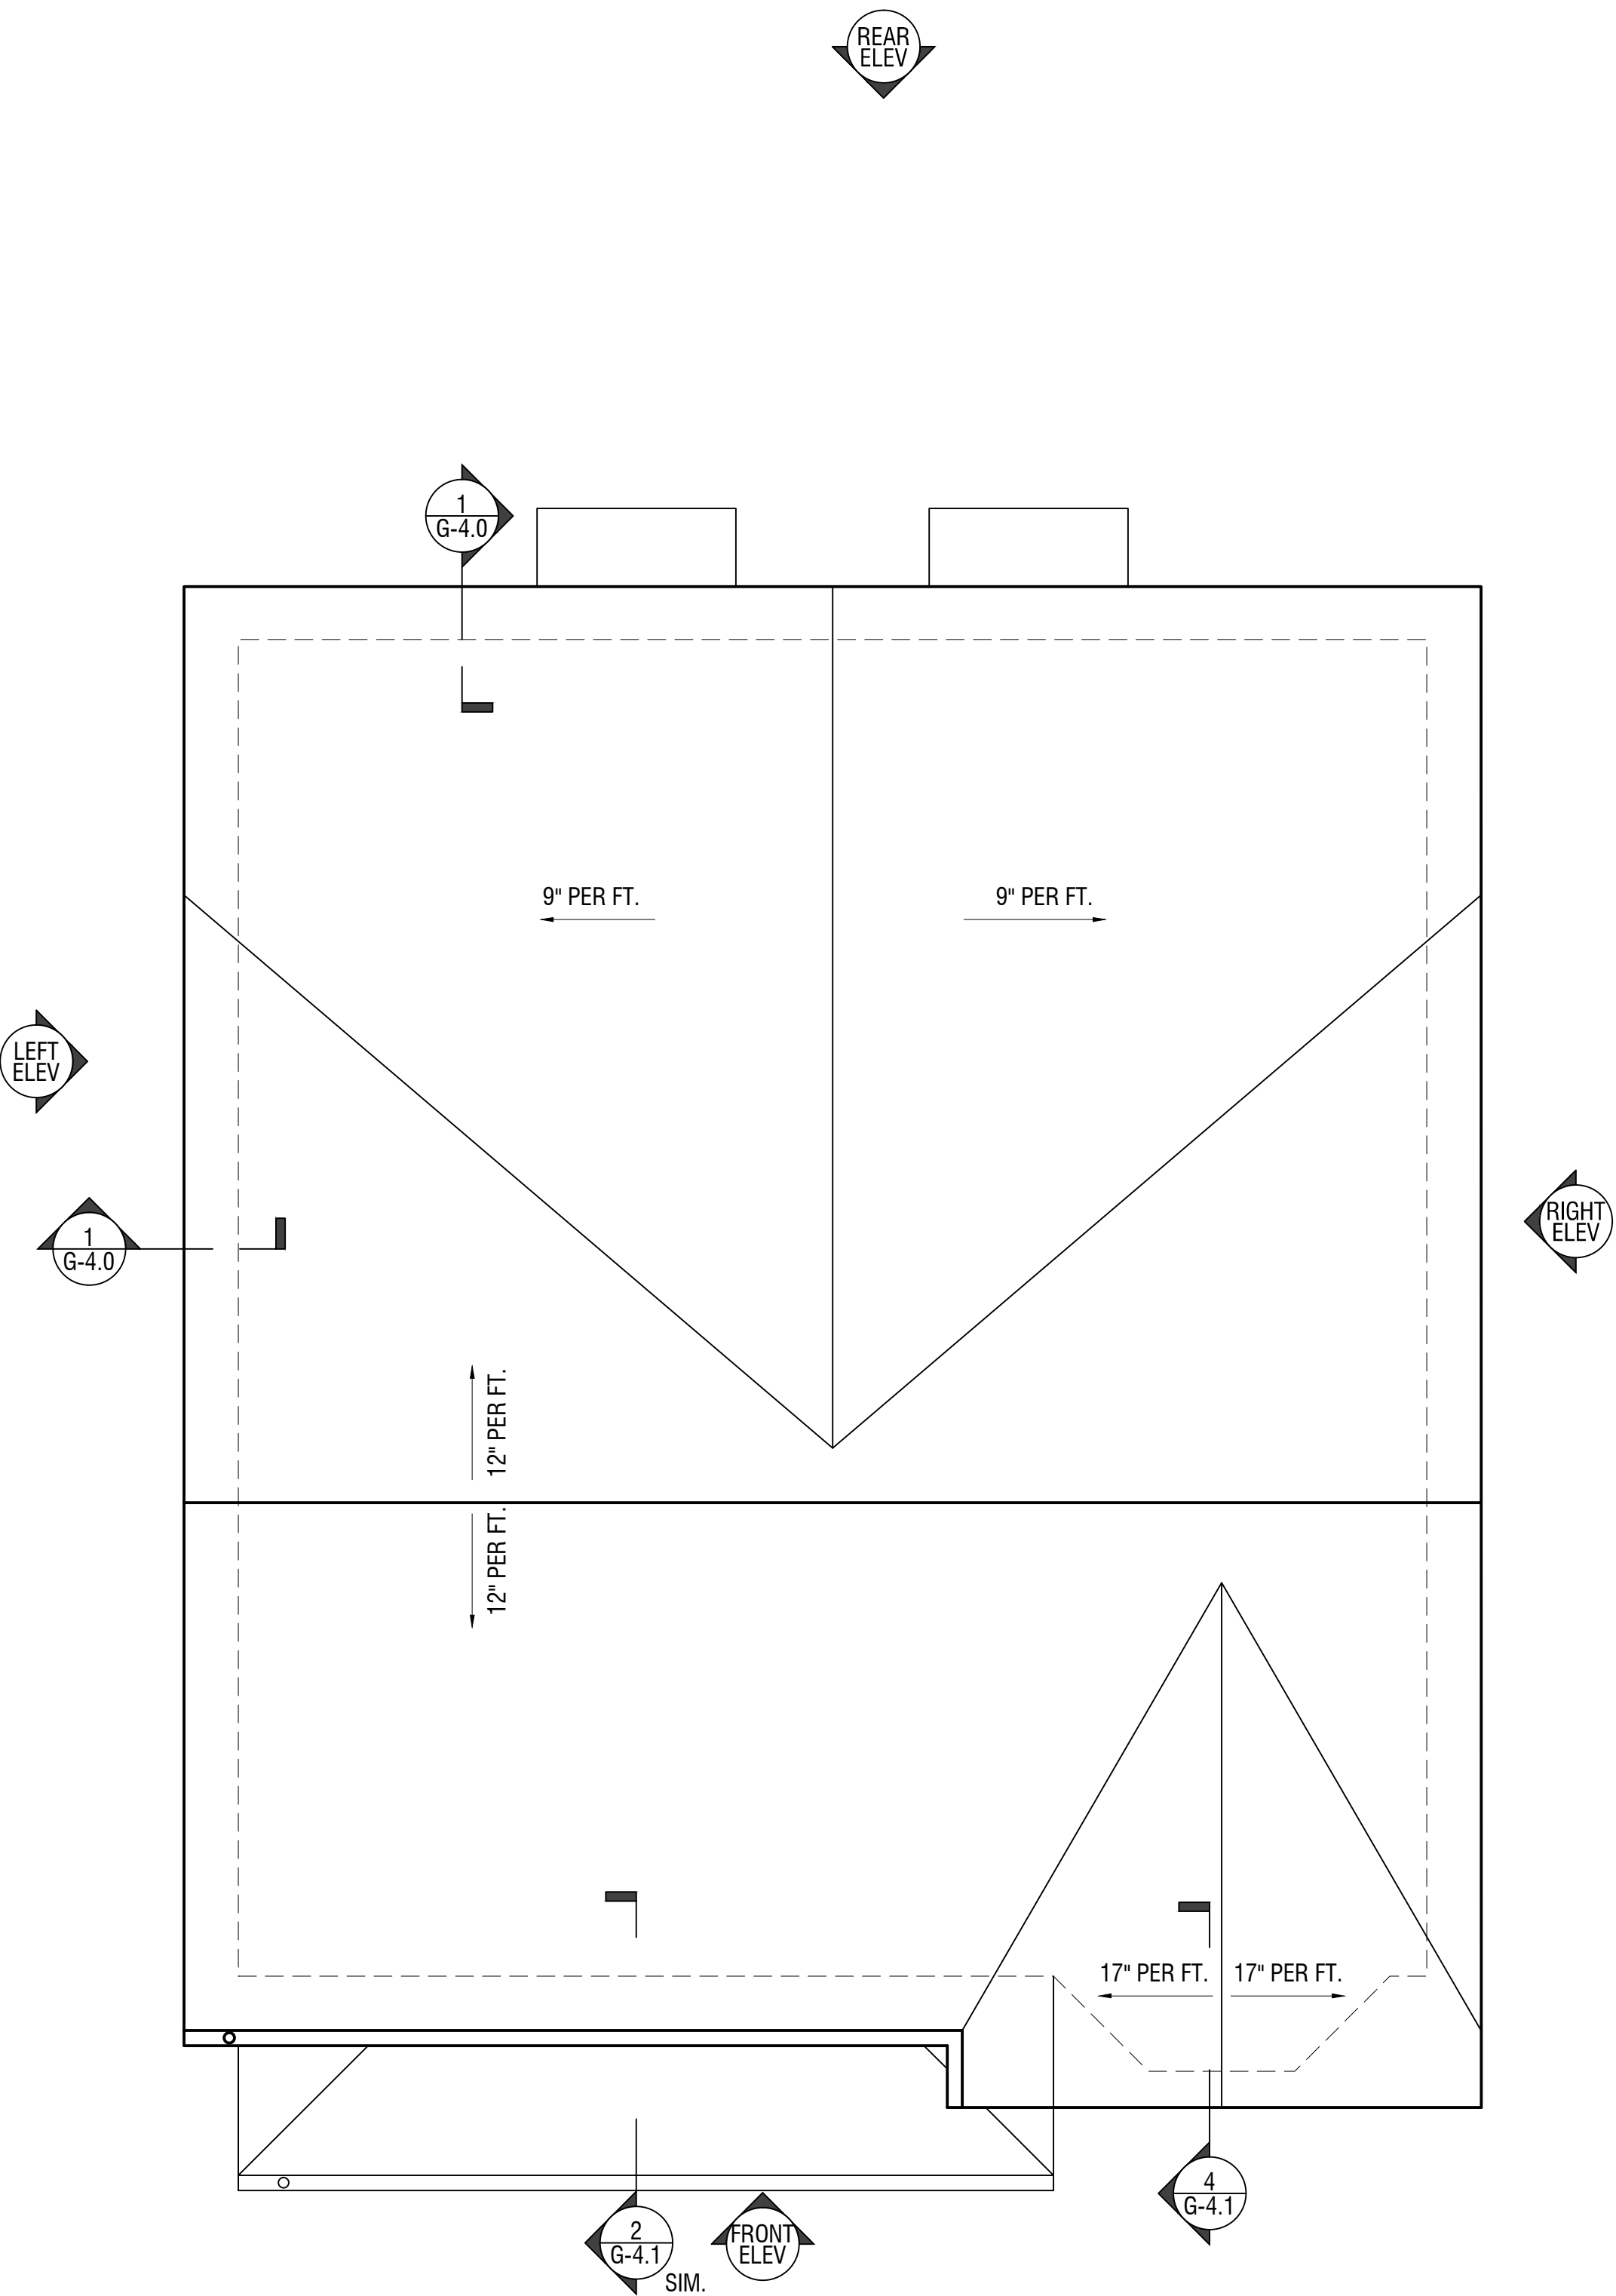 REAR
ELEV
1
G-4.0
9" PER FT.
9" PER FT.
LEFT
ELEV
RIGHT
ELEV
1
G-4.0
12" PER FT.
12" PER FT.
17" PER FT.
17" PER FT.
4
G-4.1
2
G-4.1
SIM.
FRONT
ELEV